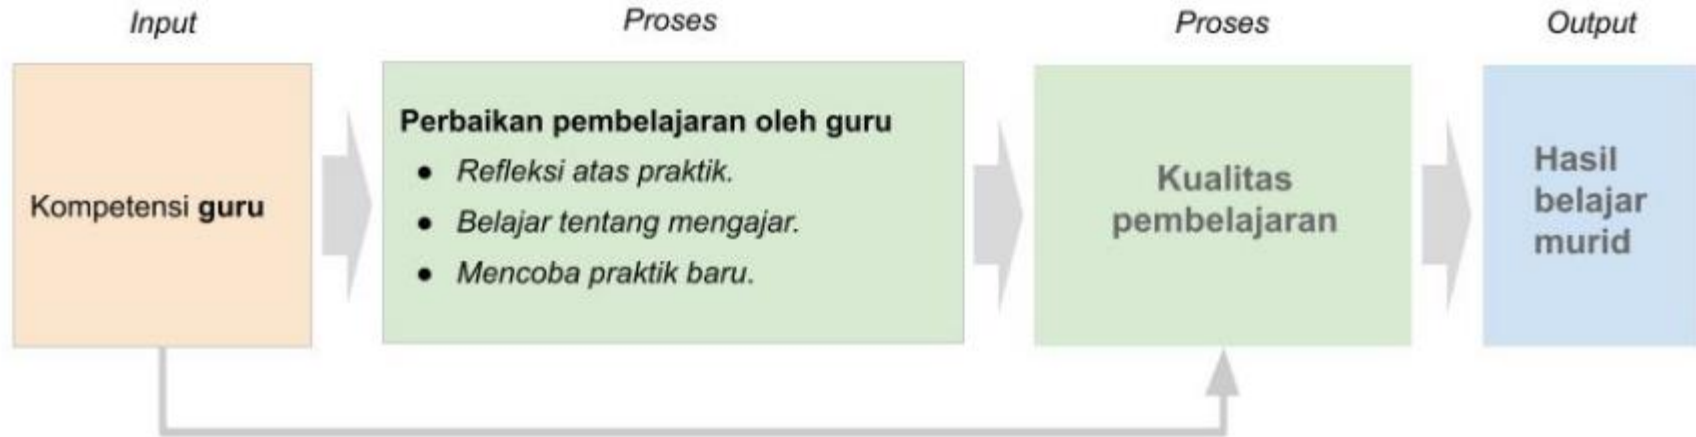 Input
Proses
Proses
Output
Kompetensi guru
Perbaikan pembelajaran oleh guru
● Refleksi atas praktik.
● Belajar tentang mengajar.
● Mencoba praktik baru.
Kualitas
pembelajaran
Hasil
belajar
murid